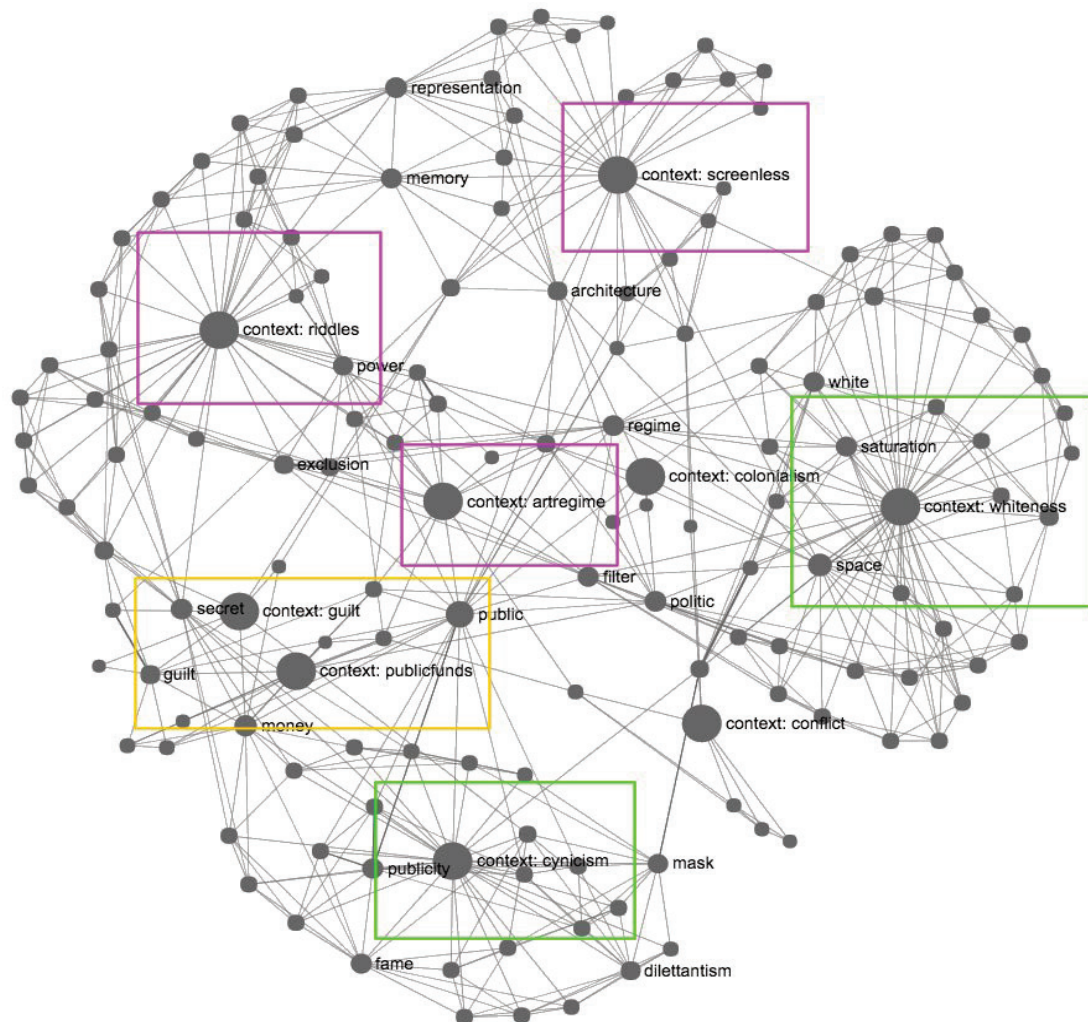 representation
context: screenless
memory
architecture
context: riddles
power
white
regime
saturation
exclusion
context: colonialism
context: artregime
context: whiteness
space
filter
politic
secret
context: guilt
public
guilt
context: publicfunds
money
context: conflict
context: cynicism
publicity
mask
fame
dilettantism